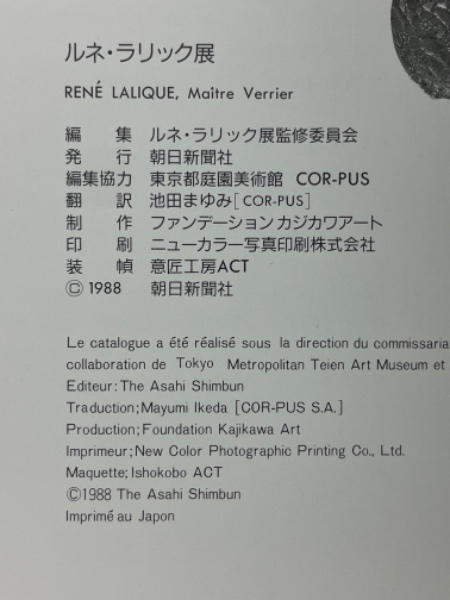 ルネ・ラリック展
RENÉ LALIQUE, Maître Verrier
編 集 ルネ・ラリック展監修委員会
発 行 朝日新聞社
編集協力 東京都庭園美術館 COR-PUS
翻 訳 池田まゆみ[COR-PUS]
制 作 ファンデーション カジカワアート
印 刷 ニューカラー写真印刷株式会社
装 幀 意匠工房ACT
©1988 朝日新聞社
Le catalogue a été réalisé sous la direction du commissaria
collaboration de Tokyo Metropolitan Teien Art Museum et
Editeur:The Asahi Shimbun
Traduction;Mayumi Ikeda [COR-PUS S.A.]
Production;Foundation Kajikawa Art
Imprimeur;New Color Photographic Printing Co., Ltd.
Maquette;Ishokobo ACT
©1988 The Asahi Shimbun
Imprimé au Japon